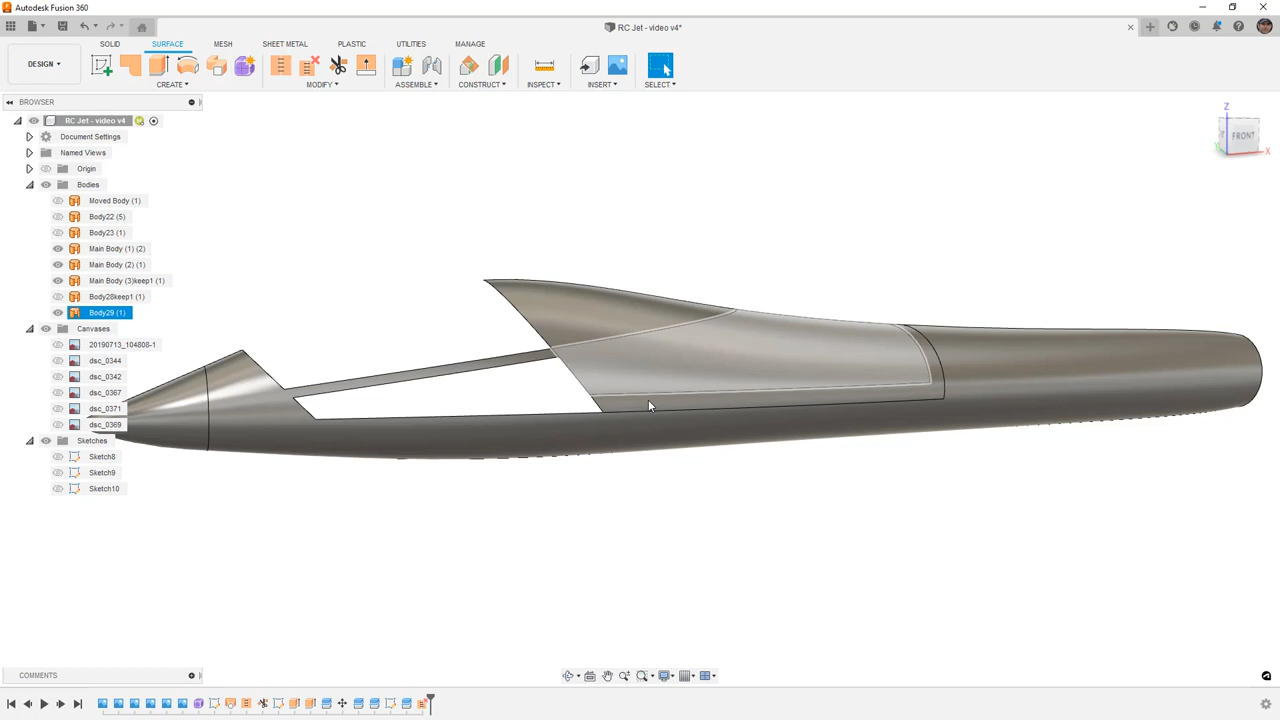 Autodesk Fusion 360
RC Jet - video v4*
DESIGN
SOLID
SURFACE
MESH
SHEET METAL
PLASTIC
UTILITIES
MANAGE
CREATE
MODIFY
ASSEMBLE
CONSTRUCT
INSPECT
INSERT
SELECT
BROWSER
RC Jet - video v4
Document Settings
Named Views
Origin
Bodies
Moved Body (1)
Body22 (5)
Body23 (1)
Main Body (1) (2)
Main Body (2) (1)
Main Body (3)keep1 (1)
Body28keep1 (1)
Body29 (1)
Canvases
20190713_104808-1
dsc_0344
dsc_0342
dsc_0367
dsc_0371
dsc_0369
Sketches
Sketch8
Sketch9
Sketch10
Z
FRONT
X
COMMENTS